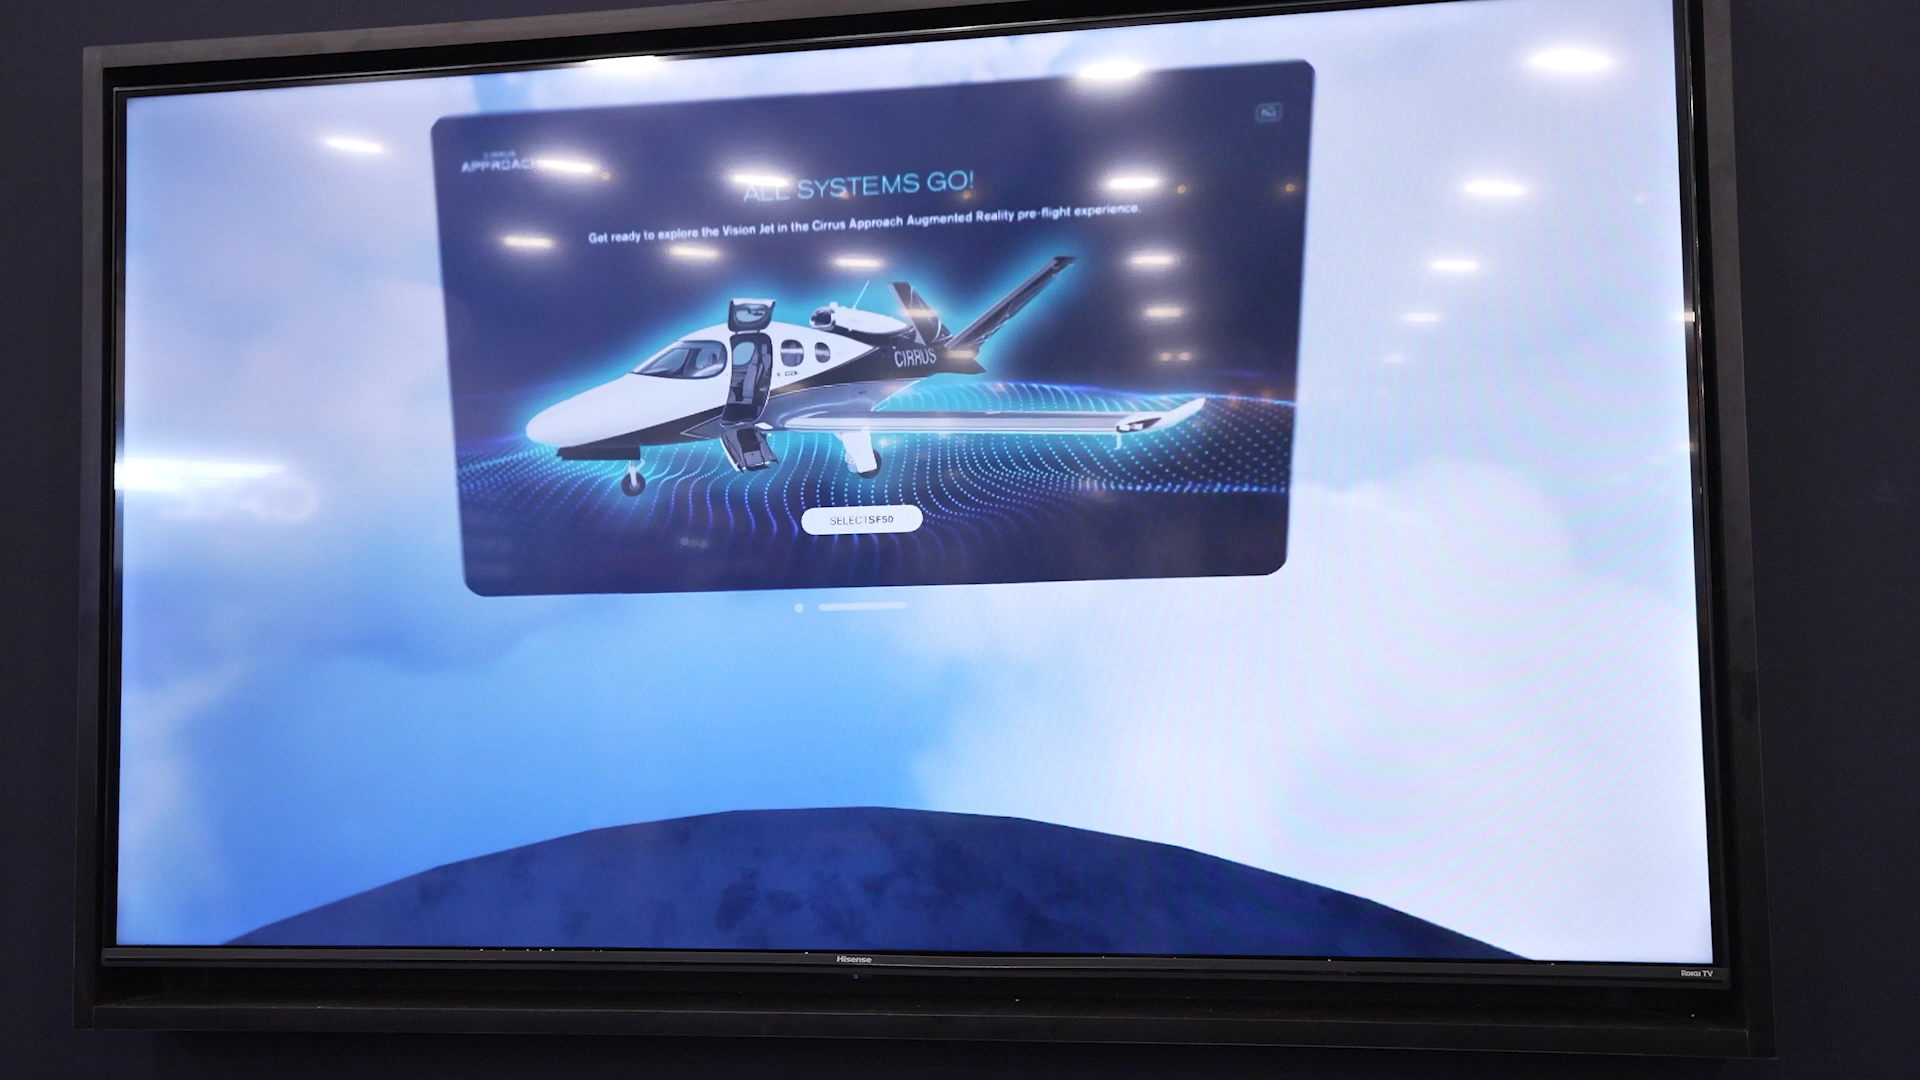 CIRRUS
APPROACH
ALL SYSTEMS GO!
Get ready to explore the Vision Jet in the Cirrus Approach Augmented Reality pre-flight experience.
CIRRUS
SELECT SF50
Hisense
Roku TV